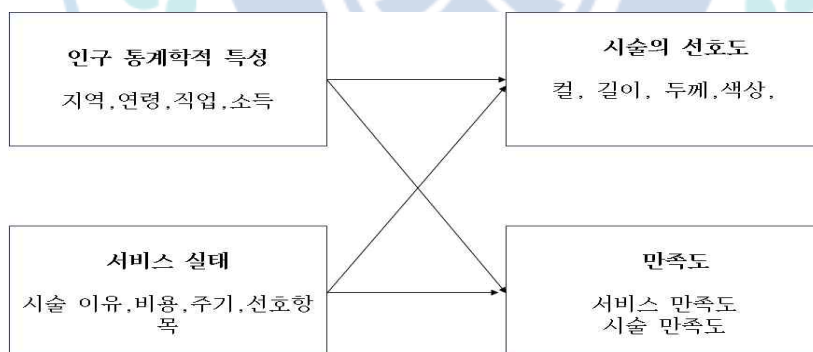 인구 통계학적 특성
지역,연령,직업,소득
시술의 선호도
컬, 길이, 두께,색상,
서비스 실태
시술 이유,비용,주기,선호항
목
만족도
서비스 만족도
시술 만족도